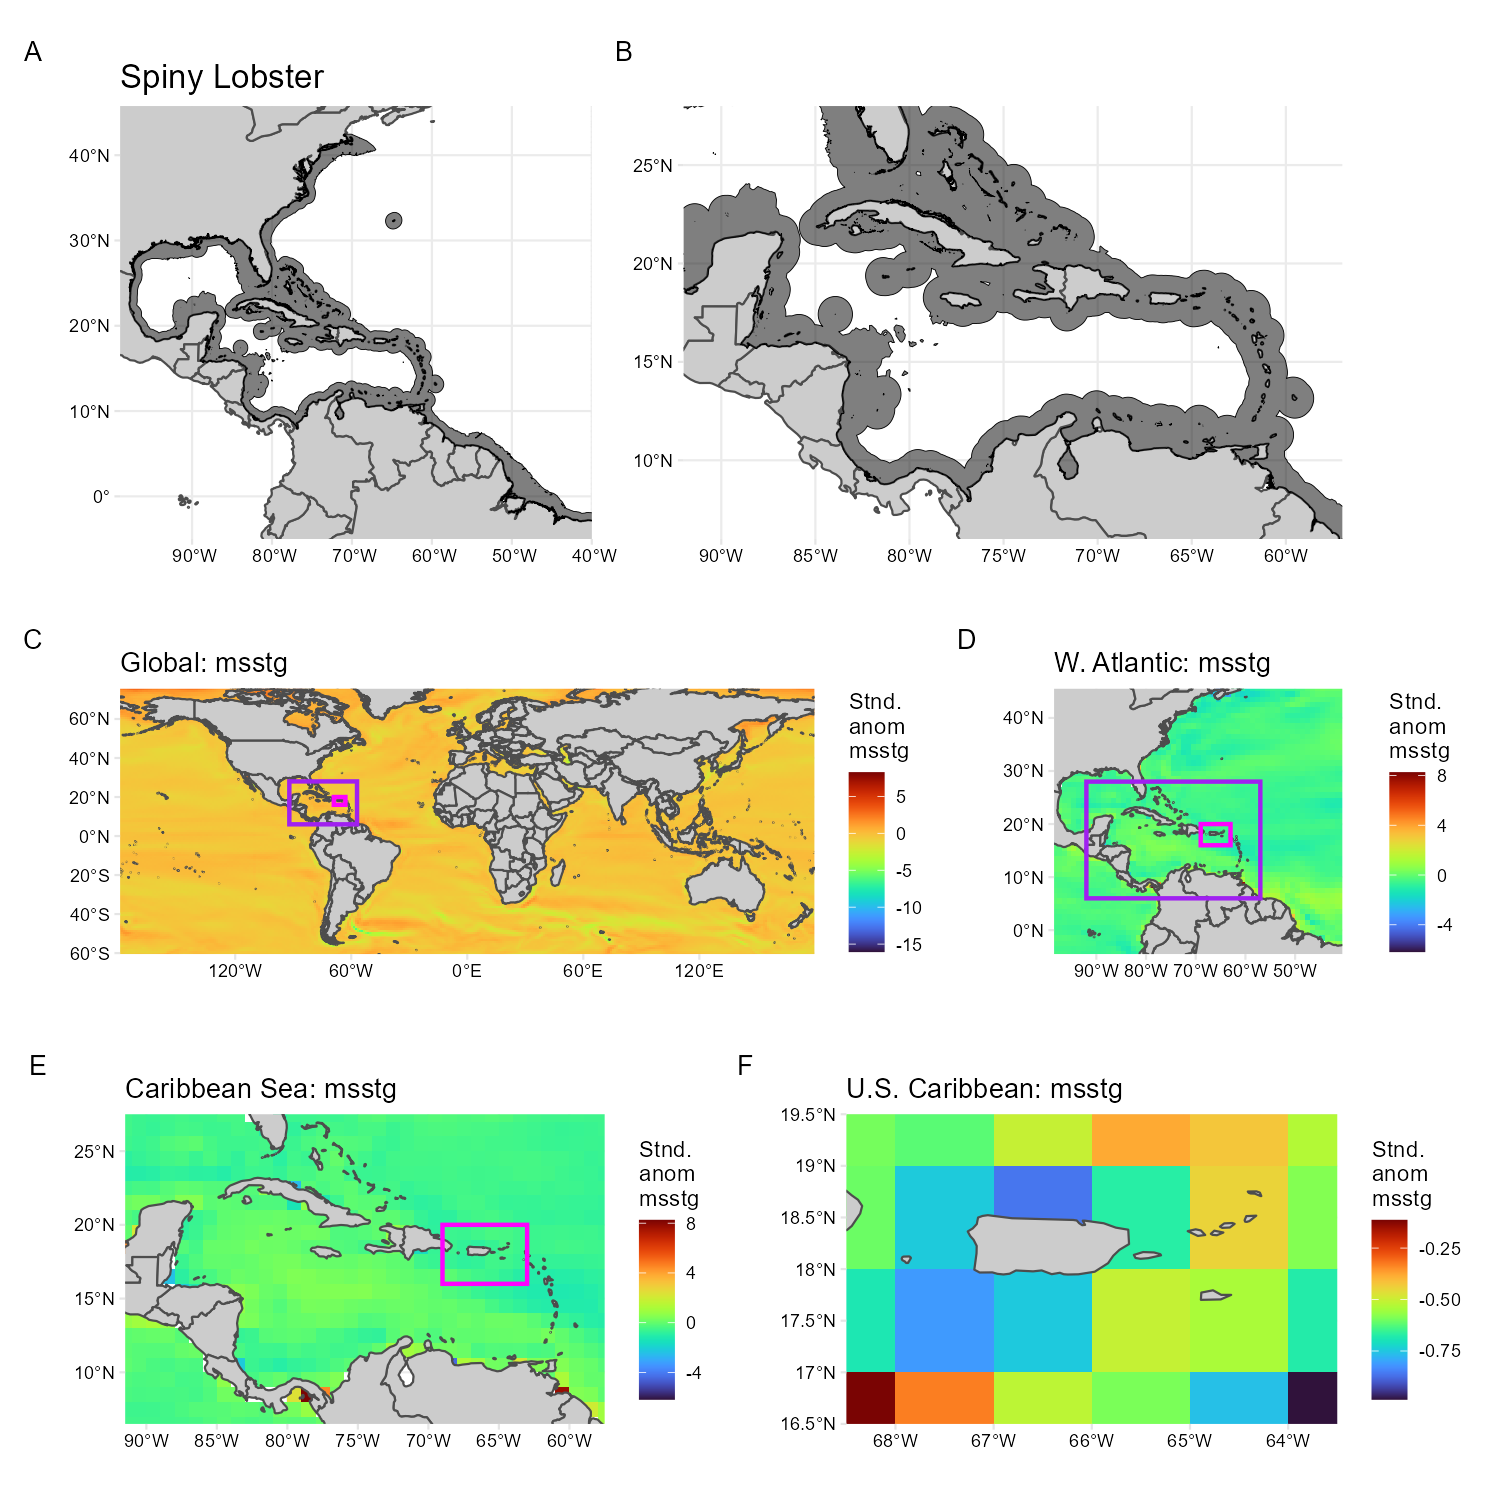 A
B
Spiny Lobster
40°N
30°N
20°N
10°N
0°
90°W 80°W 70°W 60°W 50°W 40°W
25°N
20°N
15°N
10°N
90°W 85°W 80°W 75°W 70°W 65°W 60°W
C
D
Global: msstg
60°N
40°N
20°N
0°N
20°S
40°S
60°S
120°W 60°W 0°E 60°E 120°E
Stnd.
anom
msstg
5
0
-5
-10
-15
W. Atlantic: msstg
40°N
30°N
20°N
10°N
0°N
90°W 80°W 70°W 60°W 50°W
Stnd.
anom
msstg
8
4
0
-4
E
F
Caribbean Sea: msstg
25°N
20°N
15°N
10°N
90°W 85°W 80°W 75°W 70°W 65°W 60°W
Stnd.
anom
msstg
8
4
0
-4
U.S. Caribbean: msstg
19.5°N
19°N
18.5°N
18°N
17.5°N
17°N
16.5°N
68°W 67°W 66°W 65°W 64°W
Stnd.
anom
msstg
-0.25
-0.50
-0.75